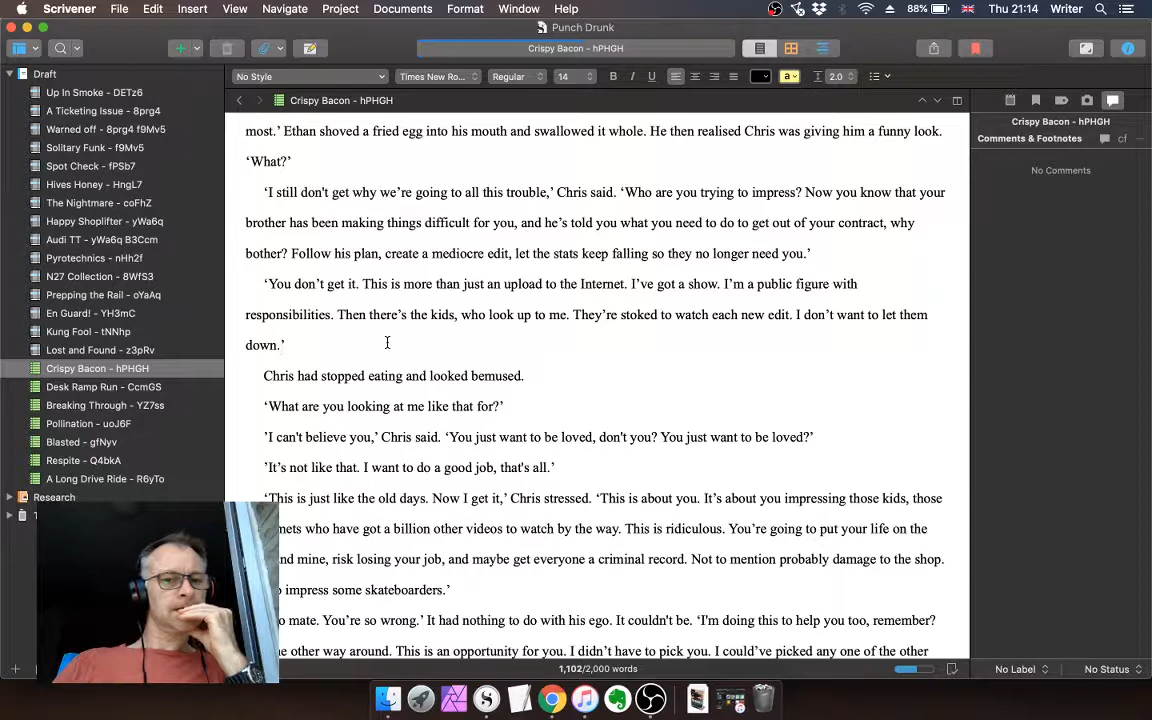 Scrivener File Edit Insert View Navigate Project Documents Format Window Help 88% Thu 21:14 Writer
Punch Drunk
Crispy Bacon - hPHGH
No Style Times New Ro... Regular 14 B I U a 2.0
Crispy Bacon - hPHGH
Draft
Up In Smoke - DETz6
A Ticketing Issue - 8prg4
Warned off - 8prg4 f9Mv5
Solitary Funk - f9Mv5
Spot Check - fPSb7
Hives Honey - HngL7
The Nightmare - coFhZ
Happy Shoplifter - yWa6q
Audi TT - yWa6q B3Ccm
Pyrotechnics - nHh2f
N27 Collection - 8WfS3
Prepping the Rail - oYaAq
En Guard! - YH3mC
Kung Fool - tNNhp
Lost and Found - z3pRv
Crispy Bacon - hPHGH
Desk Ramp Run - CcmGS
Breaking Through - YZ7ss
Pollination - uoJ6F
Blasted - gfNyv
Respite - Q4bkA
A Long Drive Ride - R6yTo
Research
T
most.’ Ethan shoved a fried egg into his mouth and swallowed it whole. He then realised Chris was giving him a funny look.
‘What?’
‘I still don't get why we’re going to all this trouble,’ Chris said. ‘Who are you trying to impress? Now you know that your
brother has been making things difficult for you, and he’s told you what you need to do to get out of your contract, why
bother? Follow his plan, create a mediocre edit, let the stats keep falling so they no longer need you.’
‘You don’t get it. This is more than just an upload to the Internet. I’ve got a show. I’m a public figure with
responsibilities. Then there’s the kids, who look up to me. They’re stoked to watch each new edit. I don’t want to let them
down.’
Chris had stopped eating and looked bemused.
‘What are you looking at me like that for?’
’I can't believe you,’ Chris said. ‘You just want to be loved, don't you? You just want to be loved?’
’It’s not like that. I want to do a good job, that's all.’
‘This is just like the old days. Now I get it,’ Chris stressed. ‘This is about you. It’s about you impressing those kids, those
nets who have got a billion other videos to watch by the way. This is ridiculous. You’re going to put your life on the
nd mine, risk losing your job, and maybe get everyone a criminal record. Not to mention probably damage to the shop.
o impress some skateboarders.’
o mate. You’re so wrong.’ It had nothing to do with his ego. It couldn't be. ‘I'm doing this to help you too, remember?
ne other way around. This is an opportunity for you. I didn’t have to pick you. I could’ve picked any one of the other
1,102/2,000 words
Crispy Bacon - hPHGH
Comments & Footnotes cf
No Comments
No Label No Status